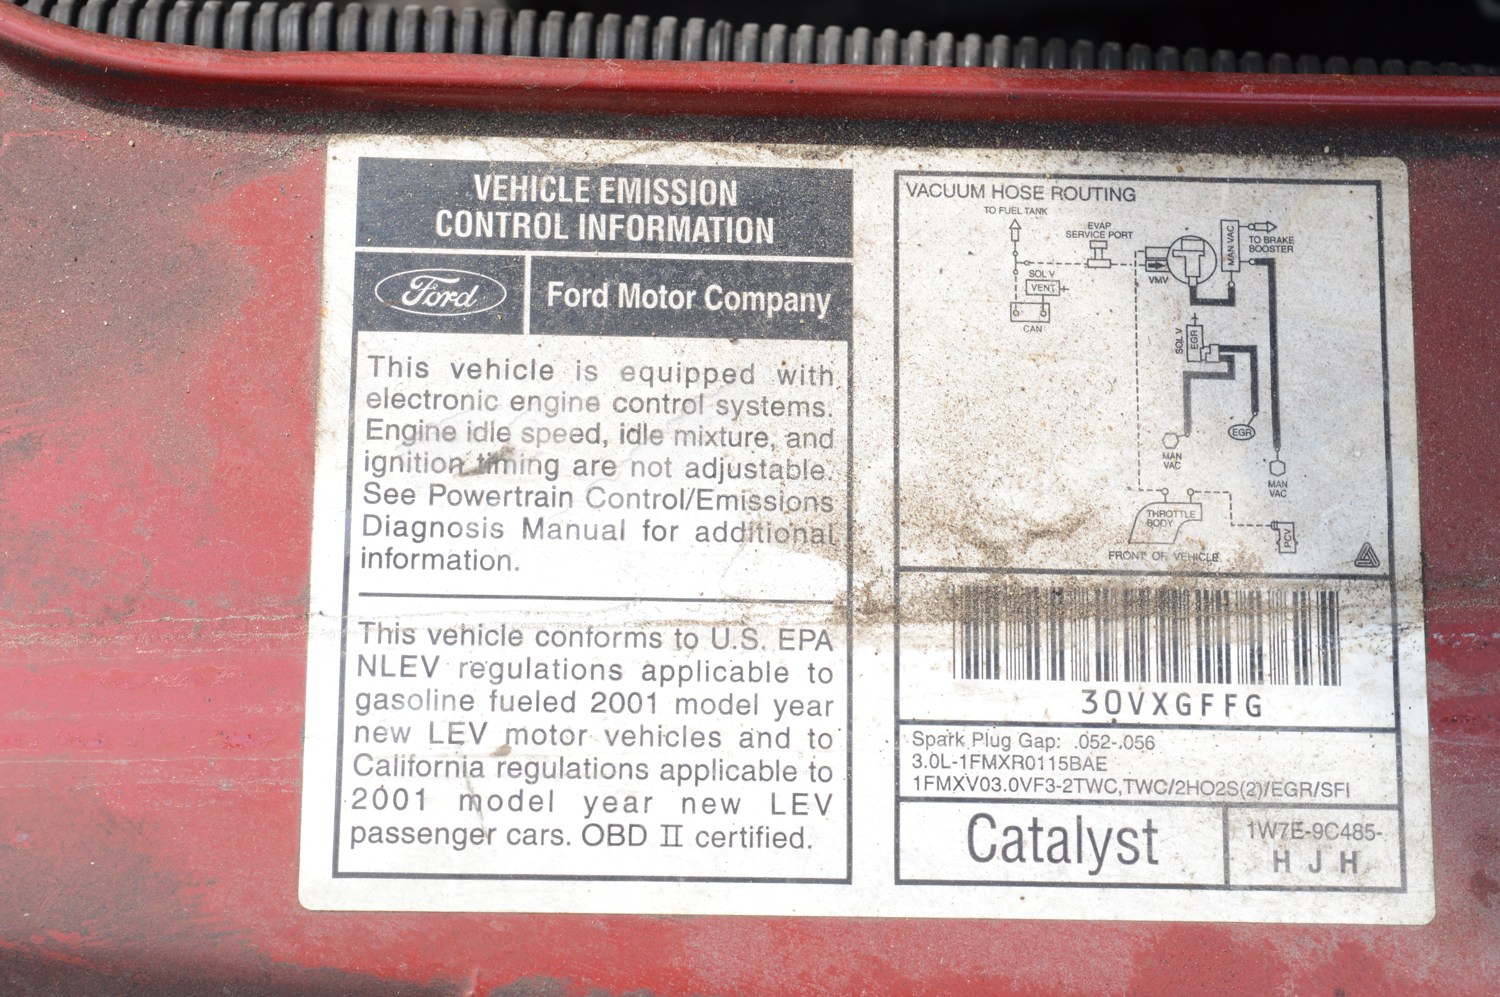 VEHICLE EMISSION
CONTROL INFORMATION
Ford
Ford Motor Company
This vehicle is equipped with
electronic engine control systems.
Engine idle speed, idle mixture, and
ignition timing are not adjustable.
See Powertrain Control/Emissions
Diagnosis Manual for additional
information.
This vehicle conforms to U.S. EPA
NLEV regulations applicable to
gasoline fueled 2001 model year
new LEV motor vehicles and to
California regulations applicable to
2001 model year new LEV
passenger cars. OBD II certified.
VACUUM HOSE ROUTING
TO FUEL TANK
EVAP
SERVICE PORT
MAN VAC
TO BRAKE
BOOSTER
VMV
SOL V
VENT
CAN
SOL V
EGR
EGR
MAN
VAC
MAN
VAC
THROTTLE
BODY
PCV
FRONT OF VEHICLE
30VXGFFG
Spark Plug Gap: .052-.056
3.0L-1FMXR0115BAE
1FMXV03.0VF3-2TWC,TWC/2HO2S(2)/EGR/SFI
Catalyst
1W7E-9C485-
H J H